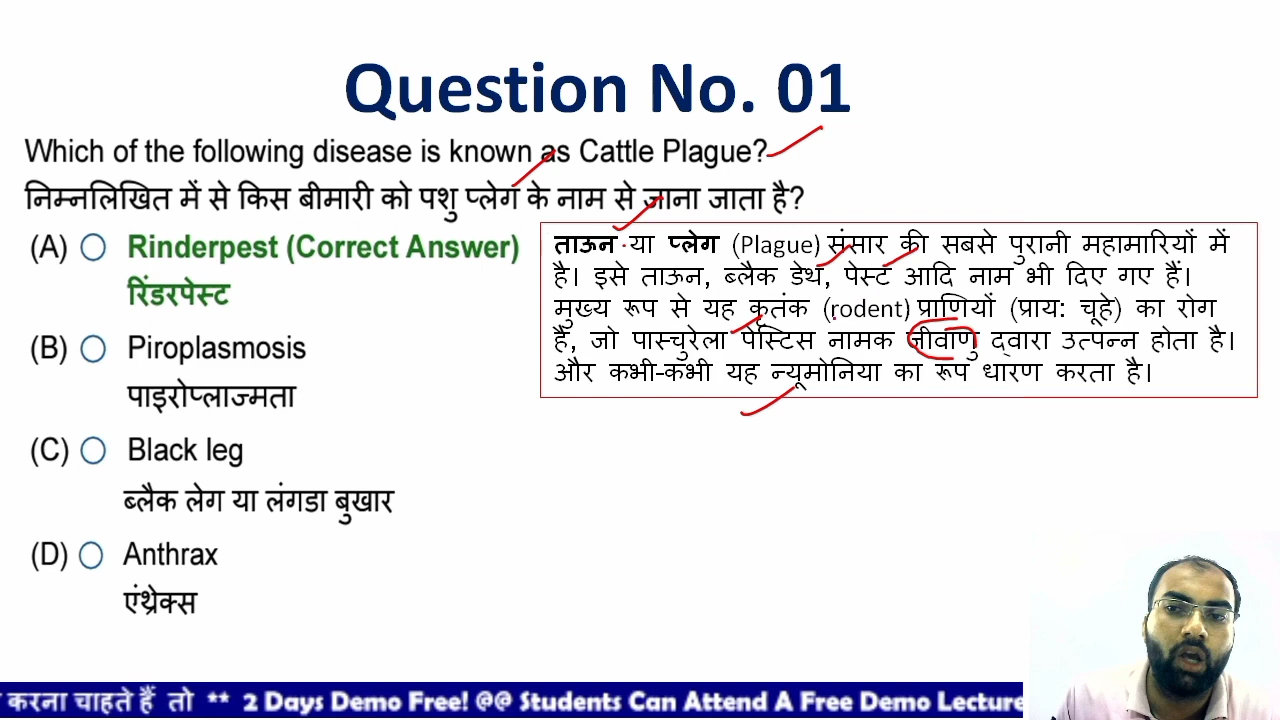 Question No. 01
Which of the following disease is known as Cattle Plague?
निम्नलिखित में से किस बीमारी को पशु प्लेग के नाम से जाना जाता है?
(A) Rinderpest (Correct Answer)
रिंडरपेस्ट
(B) Piroplasmosis
पाइरोप्लाज्मता
(C) Black leg
ब्लैक लेग या लंगडा बुखार
(D) Anthrax
एंथ्रेक्स
ताऊन या प्लेग (Plague) संसार की सबसे पुरानी महामारियों में
है। इसे ताऊन, ब्लैक डेथ, पेस्ट आदि नाम भी दिए गए हैं।
मुख्य रूप से यह कृतंक (rodent) प्राणियों (प्राय: चूहे) का रोग
है, जो पास्चुरेला पेस्टिस नामक जीवाणु द्वारा उत्पन्न होता है।
और कभी-कभी यह न्यूमोनिया का रूप धारण करता है।
करना चाहते हैं तो ** 2 Days Demo Free! @@ Students Can Attend A Free Demo Lecture